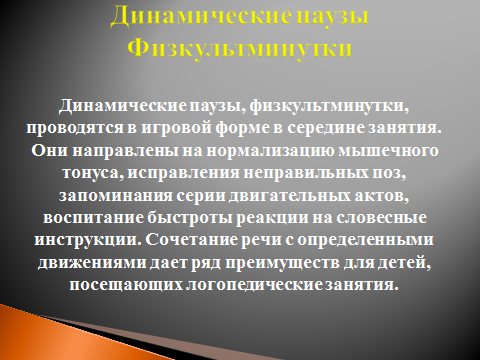 Динамические паузы
Физкультминутки
Динамические паузы, физкультминутки,
проводятся в игровой форме в середине занятия.
Они направлены на нормализацию мышечного
тонуса, исправления неправильных поз,
запоминания серии двигательных актов,
воспитание быстроты реакции на словесные
инструкции. Сочетание речи с определенными
движениями дает ряд преимуществ для детей,
посещающих логопедические занятия.